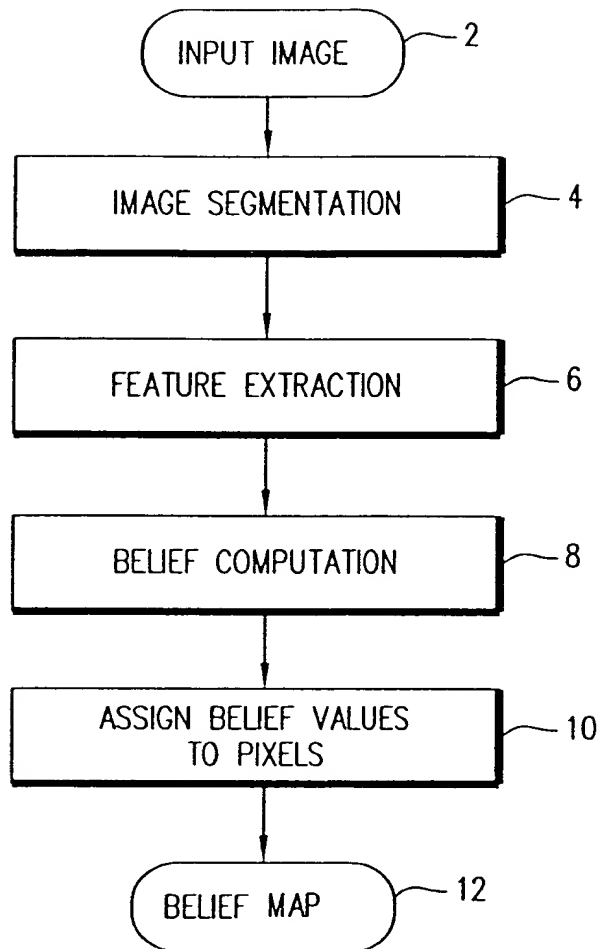 INPUT IMAGE 2
IMAGE SEGMENTATION 4
FEATURE EXTRACTION 6
BELIEF COMPUTATION 8
ASSIGN BELIEF VALUES
TO PIXELS 10
BELIEF MAP 12